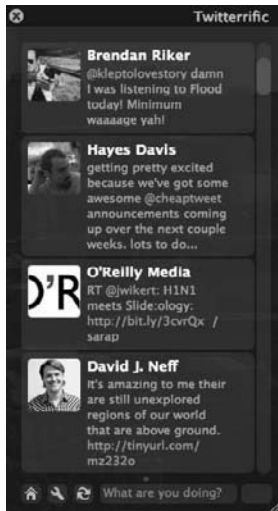 Twitterrific
Brendan Riker
@kleptolovestory damn
I was listening to Flood
today! Minimum
waaaage yah!
Hayes Davis
getting pretty excited
because we've got some
awesome @cheaptweet
announcements coming
up over the next couple
weeks. lots to do...
O'R
O'Reilly Media
RT @jwikert: H1N1
meets Slide:ology:
http://bit.ly/3cvrQx /
sarap
David J. Neff
It's amazing to me their
are still unexplored
regions of our world
that are above ground.
http://tinyurl.com/
mz232o
What are you doing?